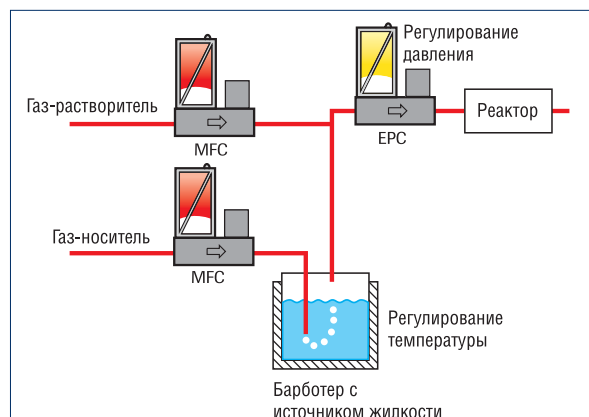 Регулирование
давления
Газ-растворитель
MFC
EPC
Реактор
Газ-носитель
MFC
Регулирование
температуры
Барботер с
источником жидкости